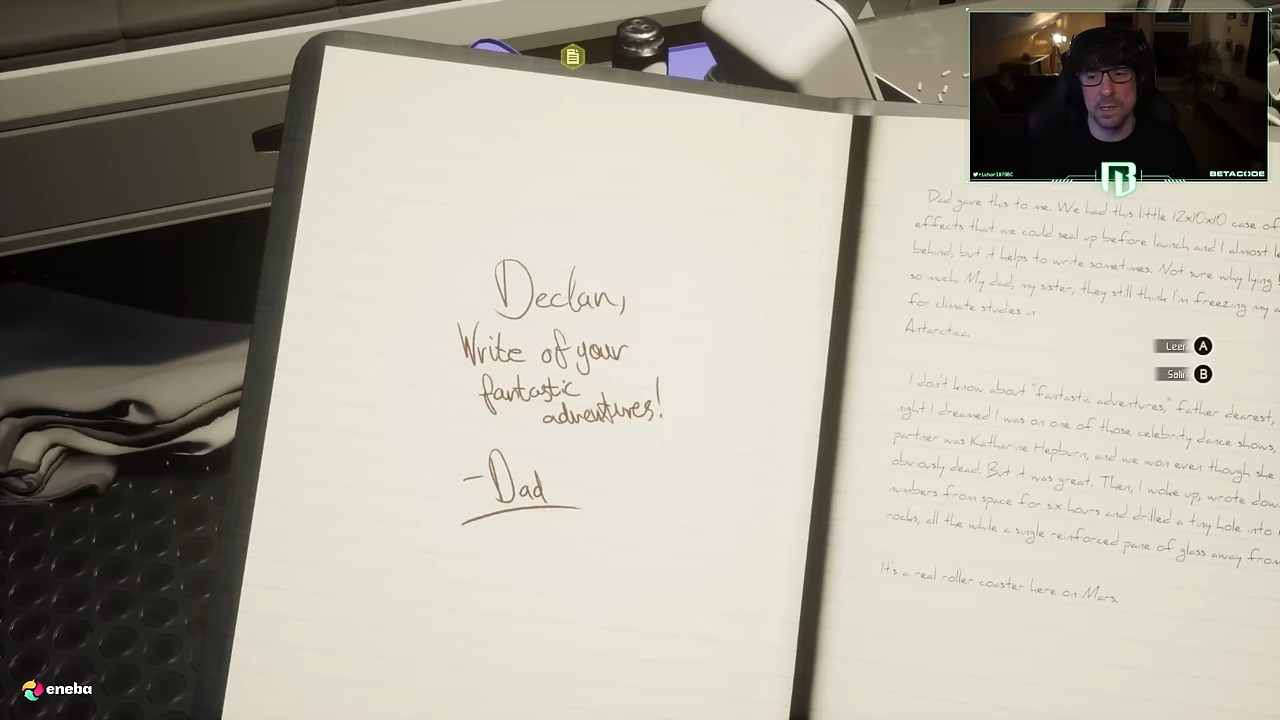 Declan,
Write of your
fantastic
adventures!
-Dad
Dad gave this to me. We had this little 12x10x10 case of
effects that we could seal up before launch and I almost
behind, but it helps to write sometimes. Not sure why lying
so much. My dad, my sister, they still think I'm freezing my
for climate studies in
Antarctica.
I don't know about "fantastic adventures," father dearest,
night I dreamed I was on one of those celebrity dance shows,
partner was Katharine Hepburn, and we won even though she
obviously dead. But it was great. Then, I woke up, wrote down
numbers from space for six hours and drilled a tiny hole into
rocks, all the while a single reinforced pane of glass away from
It's a real roller coaster here on Mars.
Leer A
Salir B
BETACODE
eneba